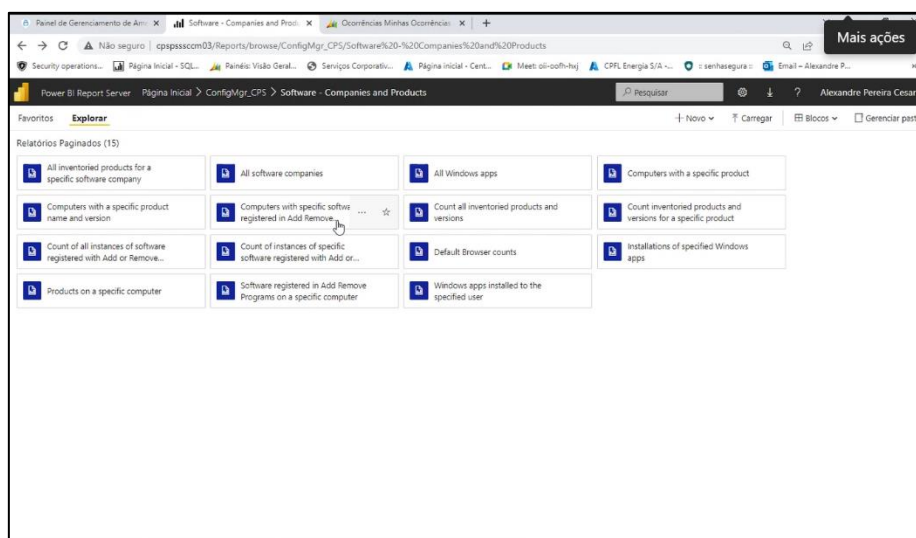 Painel de Gerenciamento de Am
Software - Companies and Prod
Ocorrências Minhas Ocorrências
Mais ações
Não seguro
cpspssccm03/Reports/browse/ConfigMgr_CPS/Software%20-%20Companies%20and%20Products
Security operations...
Página Inicial - SQL...
Painéis: Visão Geral...
Serviços Corporativ...
Página inicial - Cent...
Meet: oii-oofh-hxj
CPFL Energia S/A -...
:: senhasegura ::
Email – Alexandre P...
Power BI Report Server
Página Inicial > ConfigMgr_CPS > Software - Companies and Products
Pesquisar
?
Alexandre Pereira Cesar
Favoritos
Explorar
Novo
Carregar
Blocos
Gerenciar past
Relatórios Paginados (15)
All inventoried products for a
specific software company
All software companies
All Windows apps
Computers with a specific product
Computers with a specific product
name and version
Computers with specific softwa
registered in Add Remove...
Count all inventoried products and
versions
Count inventoried products and
versions for a specific product
Count of all instances of software
registered with Add or Remove...
Count of instances of specific
software registered with Add or...
Default Browser counts
Installations of specified Windows
apps
Products on a specific computer
Software registered in Add Remove
Programs on a specific computer
Windows apps installed to the
specified user